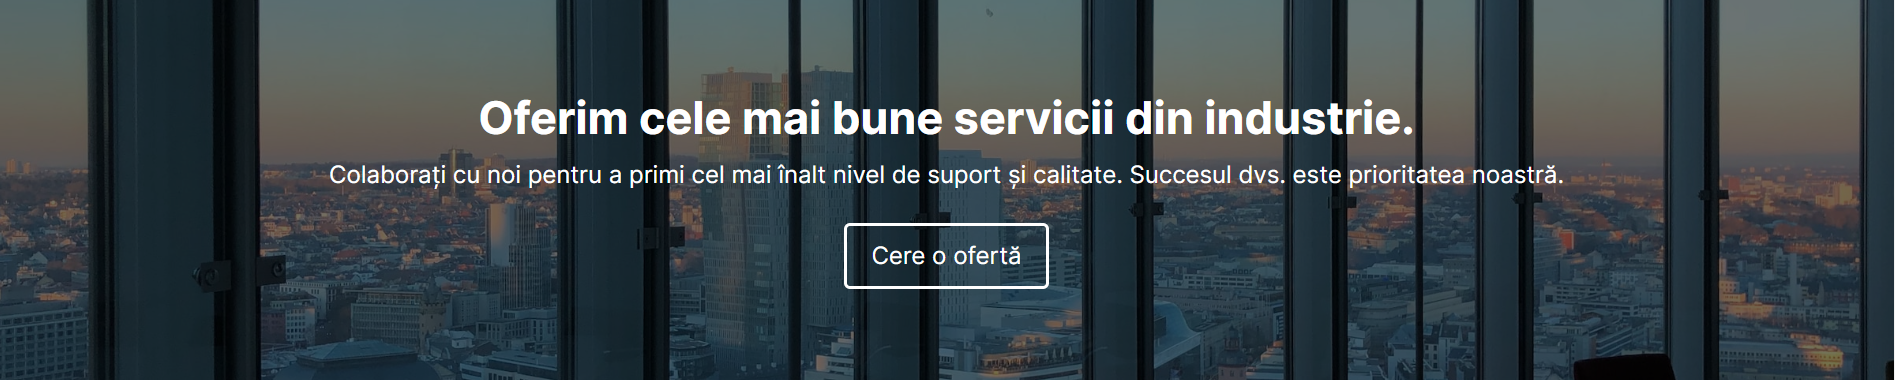 Oferim cele mai bune servicii din industrie.
Colaborați cu noi pentru a primi cel mai înalt nivel de suport și calitate. Succesul dvs. este prioritatea noastră.
Cere o ofertă